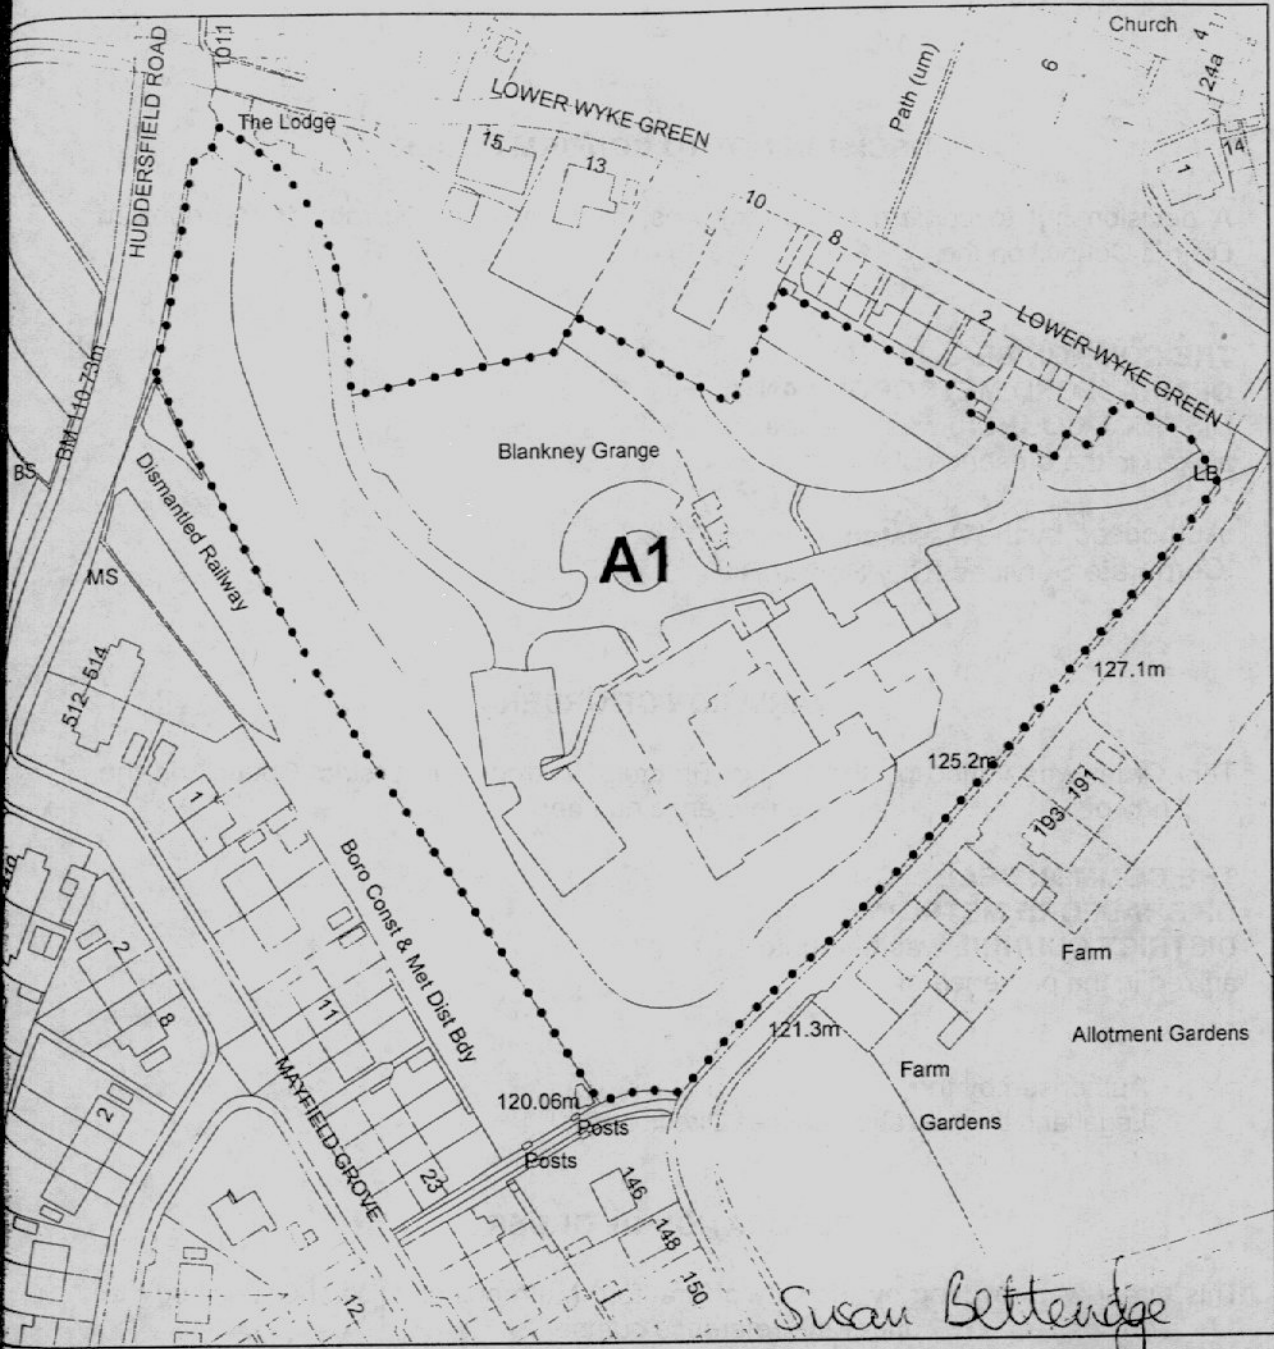 Church
HUDDERSFIELD ROAD
1011
The Lodge
LOWER WYKE GREEN
15
13
Path (um)
6
4
24a
14
1
10
8
2
LOWER WYKE GREEN
BM 110.73m
BS
Blankney Grange
LB
Dismantled Railway
A1
MS
512 - 514
127.1m
125.2m
193
191
1
Boro Const & Met Dist Bdy
2
8
11
Farm
121.3m
Allotment Gardens
Farm
Gardens
2
MAYFIELD GROVE
120.06m
Posts
Posts
23
146
148
150
12
Susan Betteridge